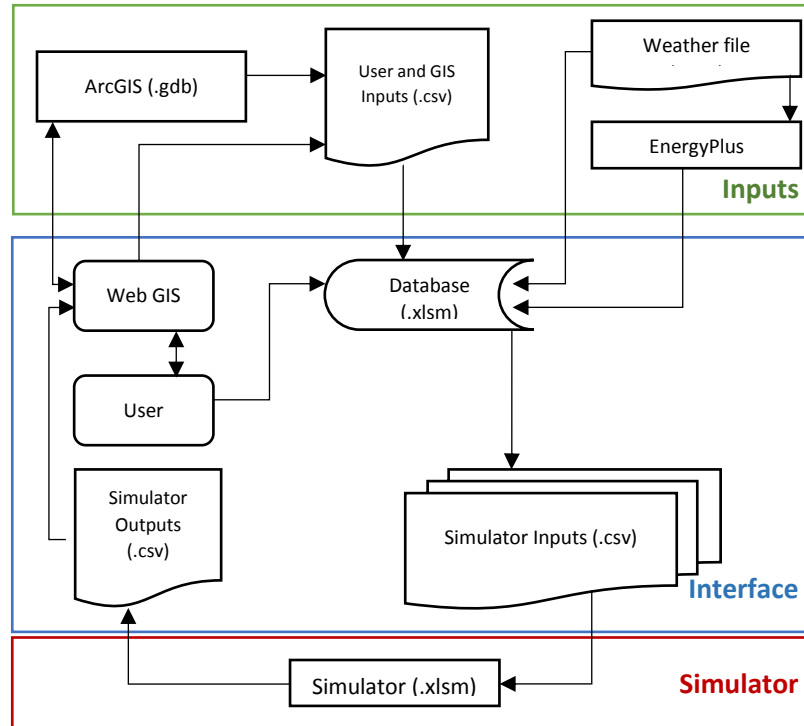 ArcGIS (.gdb)
User and GIS
Inputs (.csv)
Weather file
EnergyPlus
Inputs
Web GIS
Database
(.xlsm)
User
Simulator
Outputs
(.csv)
Simulator Inputs (.csv)
Interface
Simulator (.xlsm)
Simulator